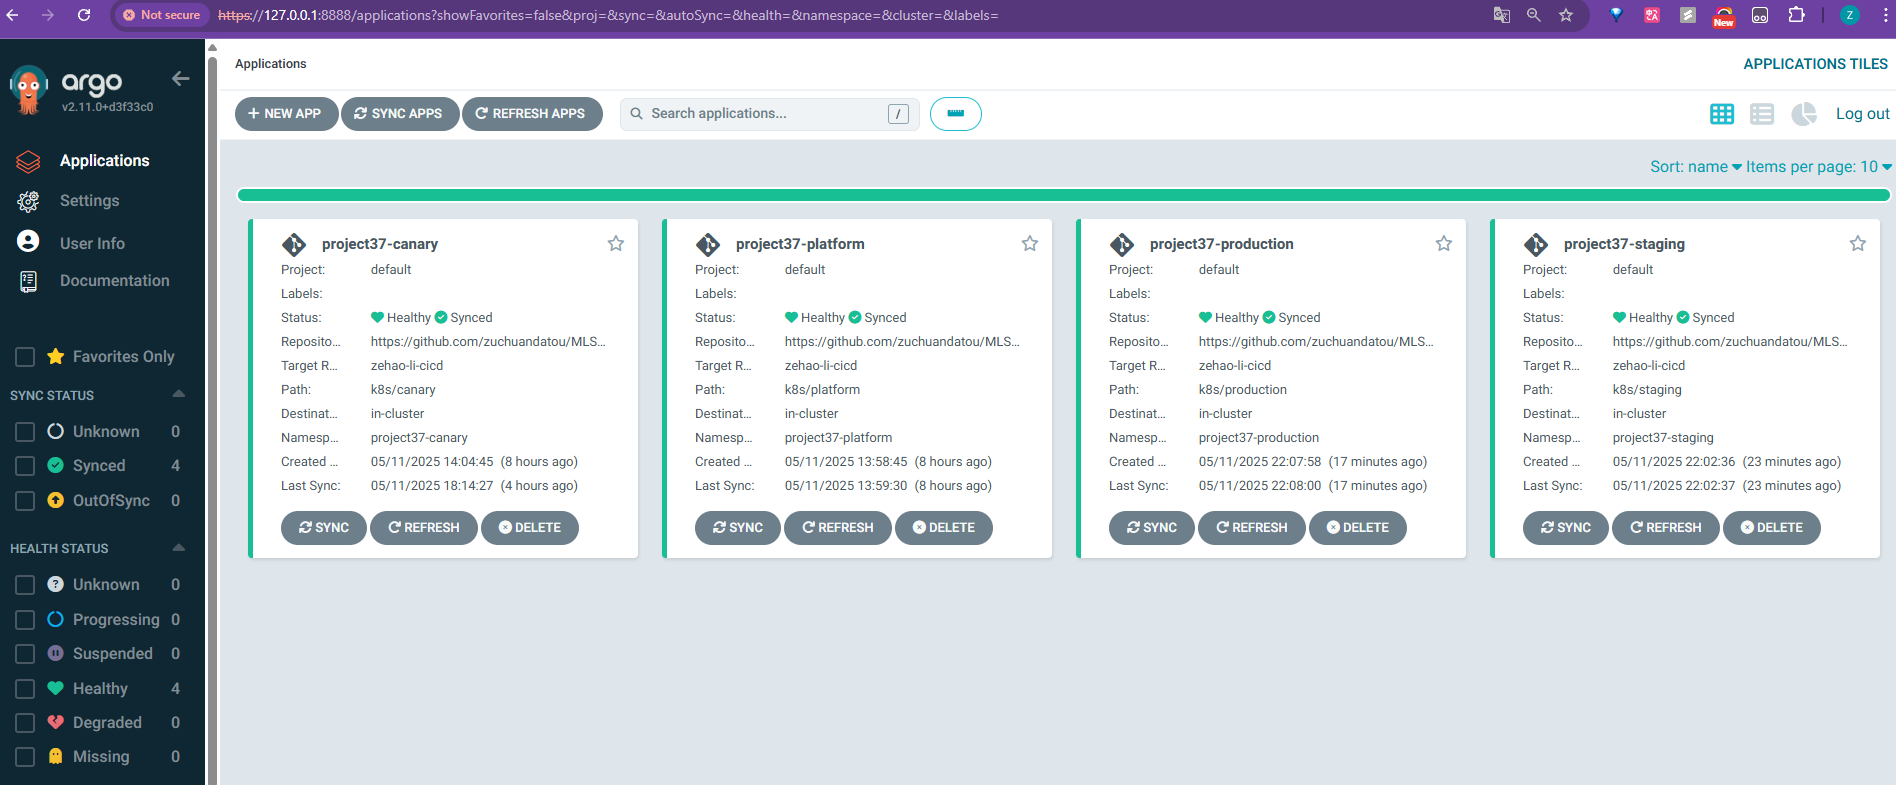 Not secure https://127.0.0.1:8888/applications?showFavorites=false&proj=&sync=&autoSync=&health=&namespace=&cluster=&labels= New Z
argo
v2.11.0+d3f33c0
Applications
Settings
User Info
Documentation
Favorites Only
SYNC STATUS
Unknown 0
Synced 4
OutOfSync 0
HEALTH STATUS
Unknown 0
Progressing 0
Suspended 0
Healthy 4
Degraded 0
Missing 0
Applications APPLICATIONS TILES
NEW APP SYNC APPS REFRESH APPS Search applications... / Log out
Sort: name Items per page: 10
project37-canary
Project: default
Labels:
Status: Healthy Synced
Reposito... https://github.com/zuchuandatou/MLS...
Target R... zehao-li-cicd
Path: k8s/canary
Destinat... in-cluster
Namesp... project37-canary
Created ... 05/11/2025 14:04:45 (8 hours ago)
Last Sync: 05/11/2025 18:14:27 (4 hours ago)
SYNC REFRESH DELETE
project37-platform
Project: default
Labels:
Status: Healthy Synced
Reposito... https://github.com/zuchuandatou/MLS...
Target R... zehao-li-cicd
Path: k8s/platform
Destinat... in-cluster
Namesp... project37-platform
Created ... 05/11/2025 13:58:45 (8 hours ago)
Last Sync: 05/11/2025 13:59:30 (8 hours ago)
SYNC REFRESH DELETE
project37-production
Project: default
Labels:
Status: Healthy Synced
Reposito... https://github.com/zuchuandatou/MLS...
Target R... zehao-li-cicd
Path: k8s/production
Destinat... in-cluster
Namesp... project37-production
Created ... 05/11/2025 22:07:58 (17 minutes ago)
Last Sync: 05/11/2025 22:08:00 (17 minutes ago)
SYNC REFRESH DELETE
project37-staging
Project: default
Labels:
Status: Healthy Synced
Reposito... https://github.com/zuchuandatou/MLS...
Target R... zehao-li-cicd
Path: k8s/staging
Destinat... in-cluster
Namesp... project37-staging
Created ... 05/11/2025 22:02:36 (23 minutes ago)
Last Sync: 05/11/2025 22:02:37 (23 minutes ago)
SYNC REFRESH DELETE